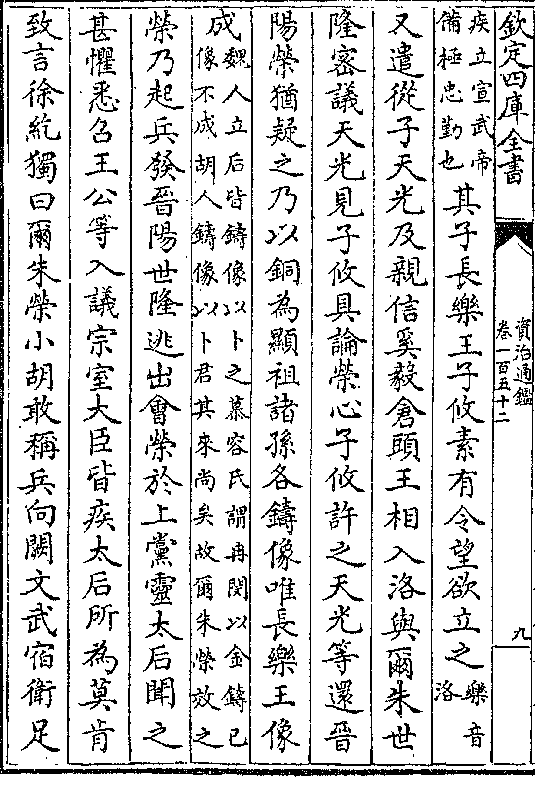 欽定四庫全書
資治通鑑
卷一百五十二
九
疾立宣武帝
備極忠勤也
其子長樂王子攸素有令望欲立之
樂音
洛
又遣從子天光及親信奚毅倉頭王相入洛與爾朱世
隆密議天光見子攸具論榮心子攸許之天光等還晉
陽榮猶疑之乃以銅為顯祖諸孫各鑄像唯長樂王像
成
魏人立后皆鑄像以卜之慕容氏謂冉閔以金鑄已
像不成胡人鑄像以卜君其來尚矣故爾朱榮效之
榮乃起兵發晉陽世隆逃出會榮於上黨靈太后聞之
甚懼悉召王公等入議宗室大臣皆疾太后所為莫肯
致言徐紇獨曰爾朱榮小胡敢稱兵向闕文武宿衛足